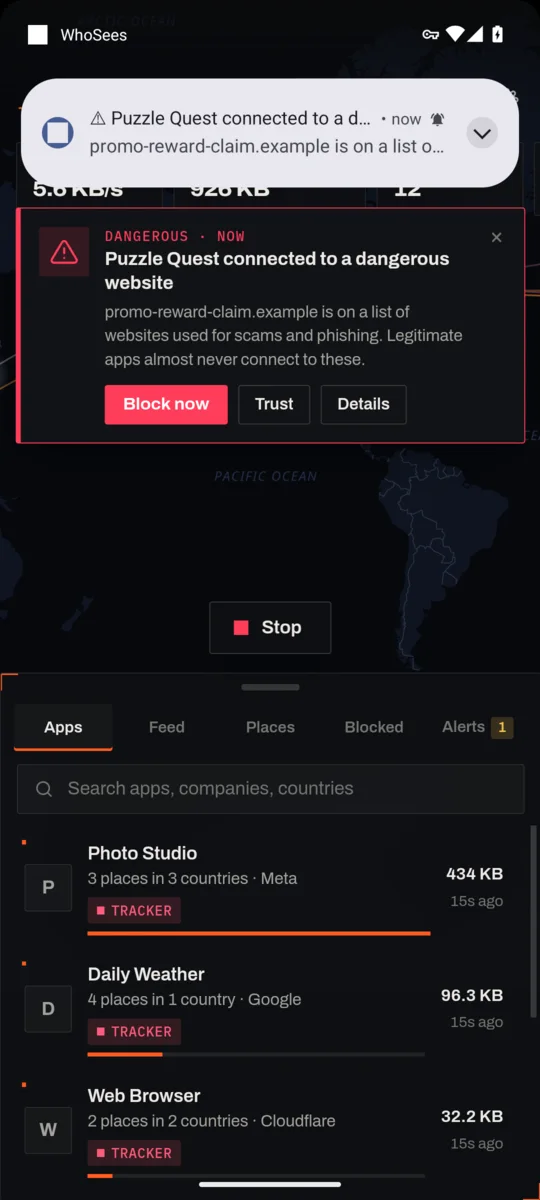 WhoSees
⚠ Puzzle Quest connected to a d… • now
promo-reward-claim.example is on a list o…
5.6 KB/s
926 KB
12
DANGEROUS · NOW
Puzzle Quest connected to a dangerous
website
promo-reward-claim.example is on a list of
websites used for scams and phishing. Legitimate
apps almost never connect to these.
Block now
Trust
Details
PACIFIC OCEAN
Stop
Apps
Feed
Places
Blocked
Alerts 1
Search apps, companies, countries
Photo Studio
P
3 places in 3 countries · Meta
434 KB
TRACKER
15s ago
Daily Weather
D
4 places in 1 country · Google
96.3 KB
TRACKER
15s ago
Web Browser
W
2 places in 2 countries · Cloudflare
32.2 KB
TRACKER
15s ago